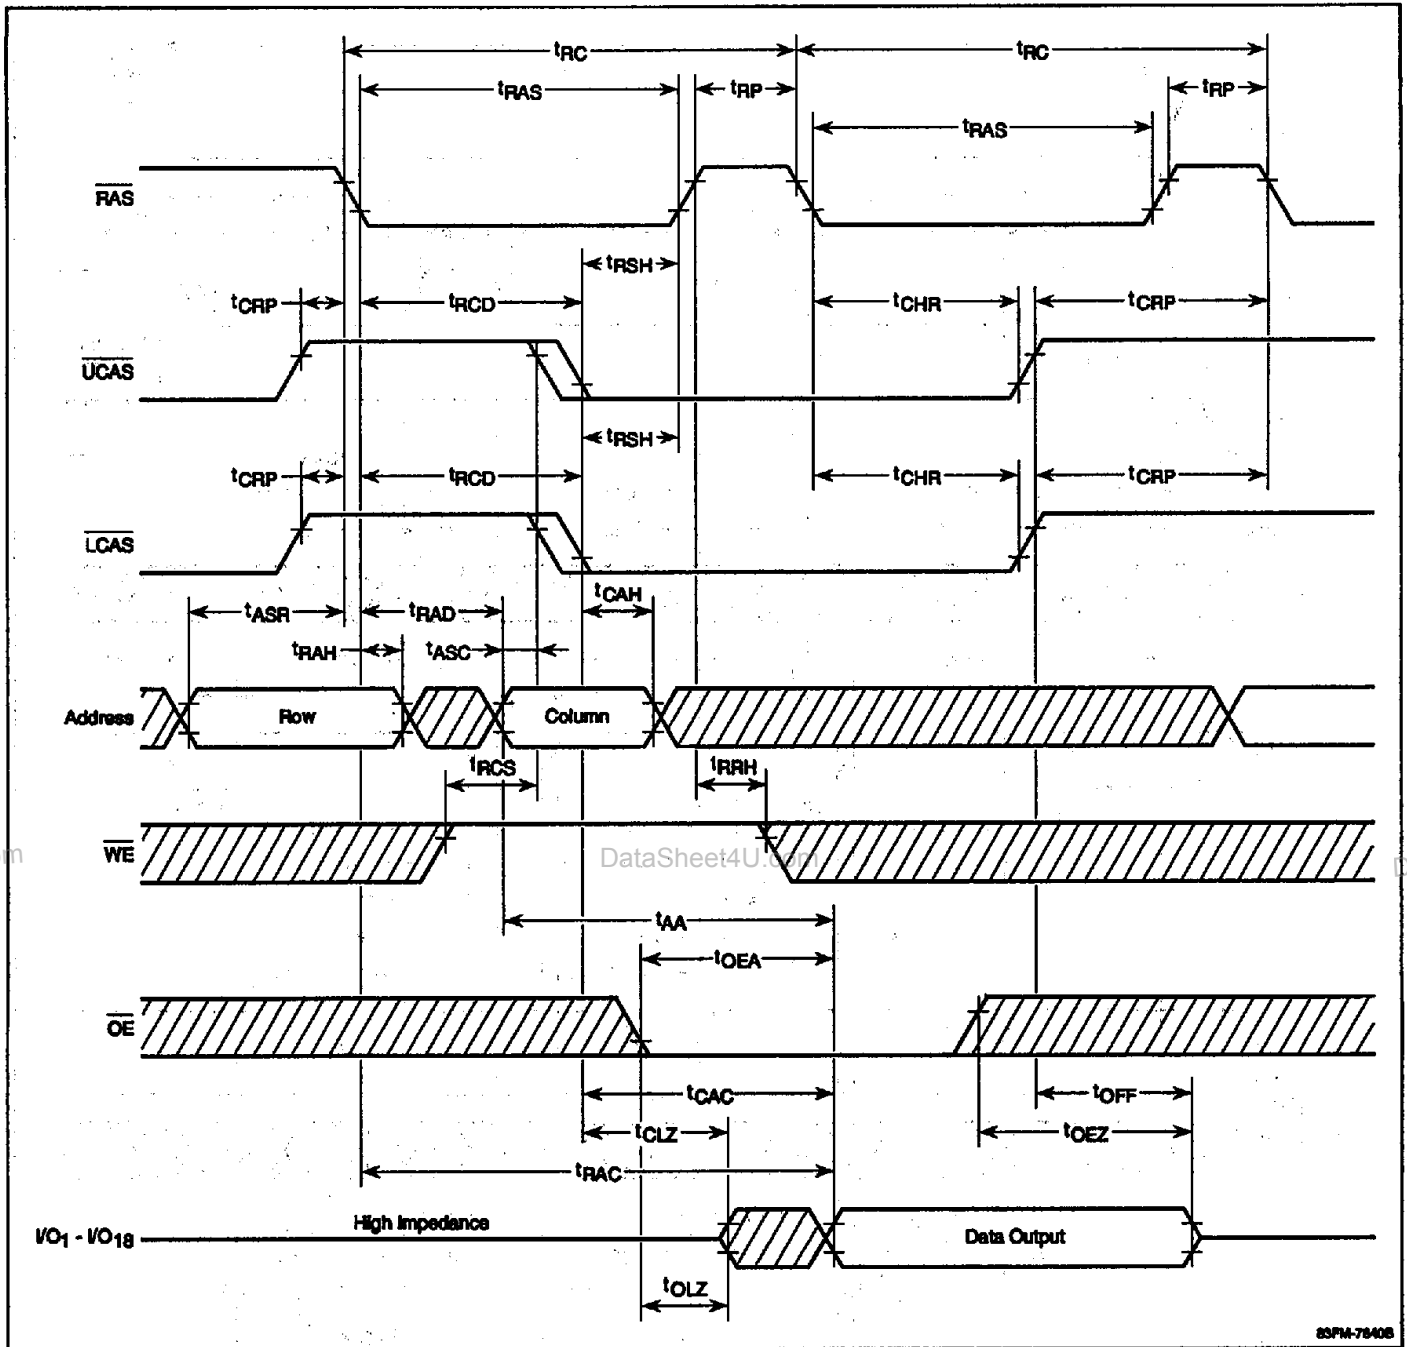 tRC tRC
tRAS tRP tRP
tRAS
RAS
tRSH
tCRP tRCD tCHR tCRP
UCAS
tRSH
tCRP tRCD tCHR tCRP
LCAS
tCAH
tASR tRAD
tRAH tASC
Address Row Column
tRCS tRRH
WE
DataSheet4U.com
tAA
tOEA
OE
tCAC tOFF
tCLZ tOEZ
tRAC
High Impedance
I/O1 - I/O18 Data Output
tOLZ
83FM-7640B